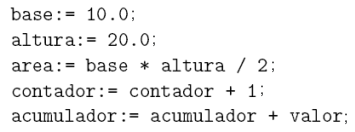 base:= 10.0;
altura:= 20.0;
area:= base * altura / 2;
contador:= contador + 1;
acumulador:= acumulador + valor;